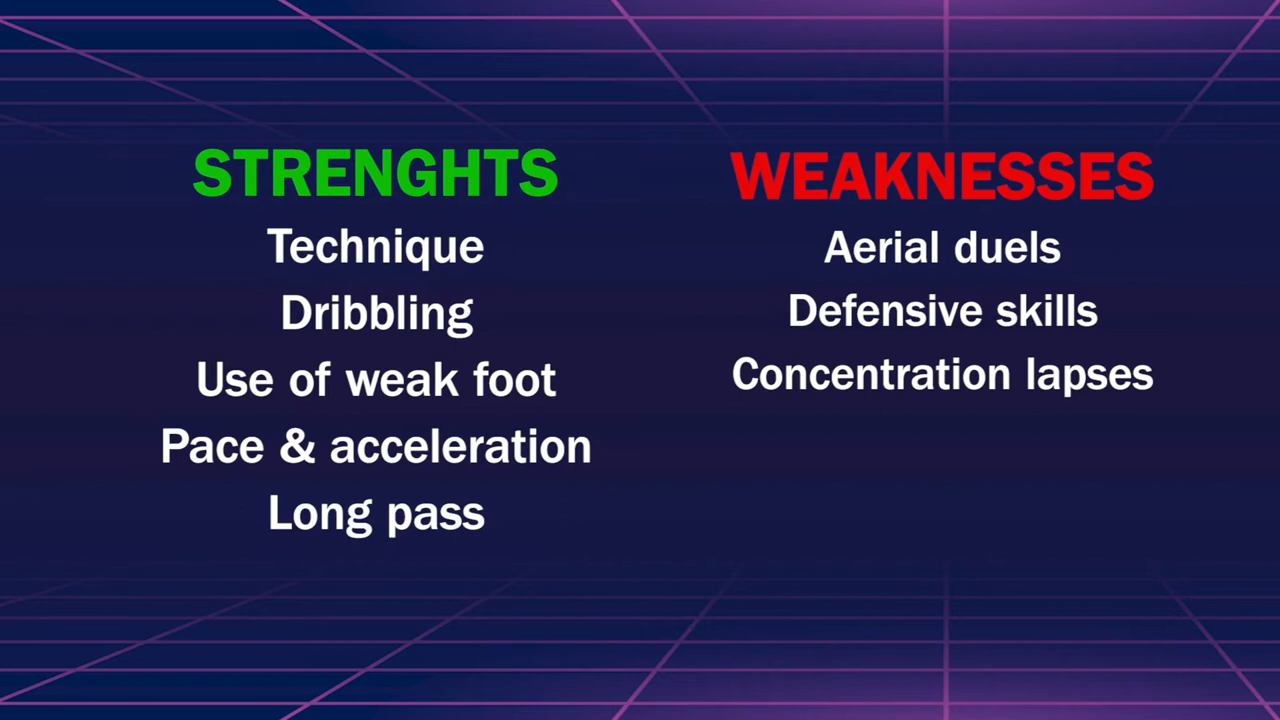 STRENGHTS
Technique
Dribbling
Use of weak foot
Pace & acceleration
Long pass
WEAKNESSES
Aerial duels
Defensive skills
Concentration lapses